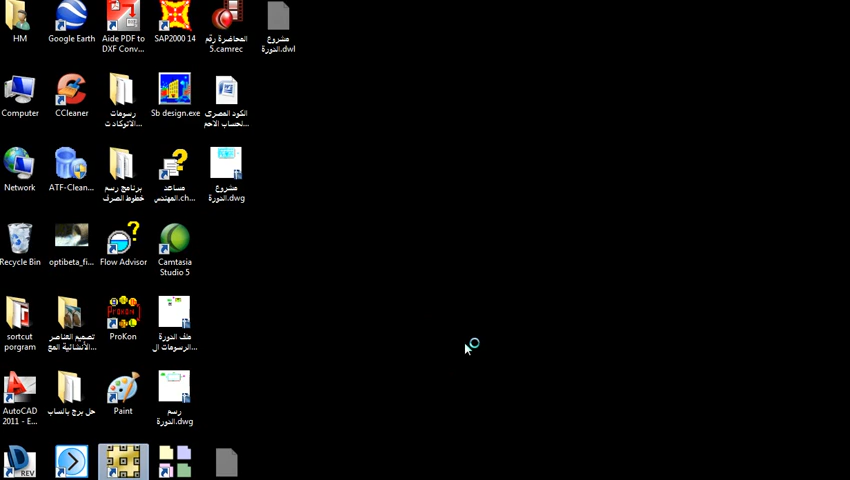 HM
Google Earth
Aide PDF to
DXF Conv...
SAP2000 14
المحاضرة رقم
5.camrec
مشروع
الدورة.dwl
Computer
CCleaner
رسومات
الاتوكاد ت...
Sb design.exe
الكود المصرى
لحساب الاحم...
Network
ATF-Clean...
برنامج رسم
خطوط الصرف
مساعد
المهندس.ch...
مشروع
الدورة.dwg
Recycle Bin
optibeta_fi...
Flow Advisor
Camtasia
Studio 5
sortcut
porgram
تصميم العناصر
الأنشائية المع...
ProKon
ملف الدورة
الرسومات ال...
AutoCAD
2011 - E...
حل برج بالساب
Paint
رسم
الدورة.dwg
REV